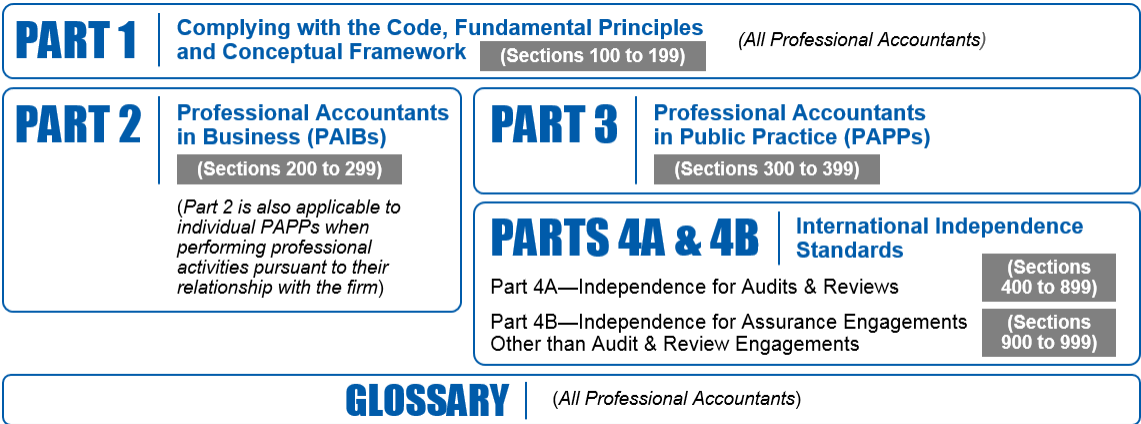 PART 1
Complying with the Code, Fundamental Principles
and Conceptual Framework (Sections 100 to 199)
(All Professional Accountants)
PART 2
Professional Accountants
in Business (PAIBs)
(Sections 200 to 299)
(Part 2 is also applicable to
individual PAPPs when
performing professional
activities pursuant to their
relationship with the firm)
PART 3
Professional Accountants
in Public Practice (PAPPs)
(Sections 300 to 399)
PARTS 4A & 4B
International Independence
Standards
Part 4A—Independence for Audits & Reviews
(Sections
400 to 899)
Part 4B—Independence for Assurance Engagements
Other than Audit & Review Engagements
(Sections
900 to 999)
GLOSSARY
(All Professional Accountants)